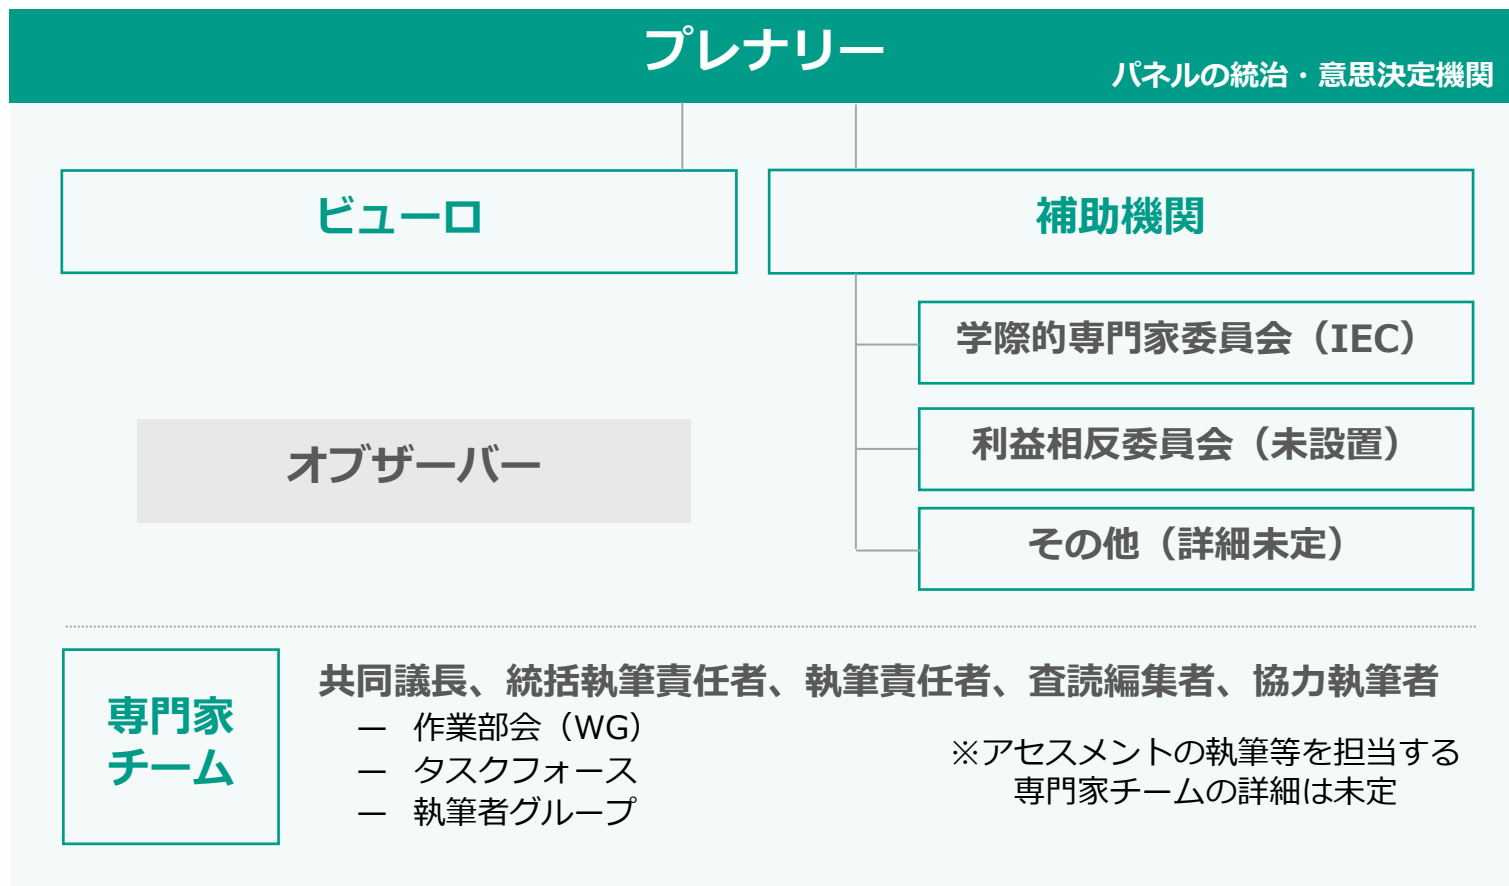 プレナリー
パネルの統治・意思決定機関
ビューロ
補助機関
学際的専門家委員会（IEC）
利益相反委員会（未設置）
オブザーバー
その他（詳細未定）
専門家
チーム
共同議長、統括執筆責任者、執筆責任者、査読編集者、協力執筆者
― 作業部会（WG）
― タスクフォース
― 執筆者グループ
※アセスメントの執筆等を担当する
専門家チームの詳細は未定